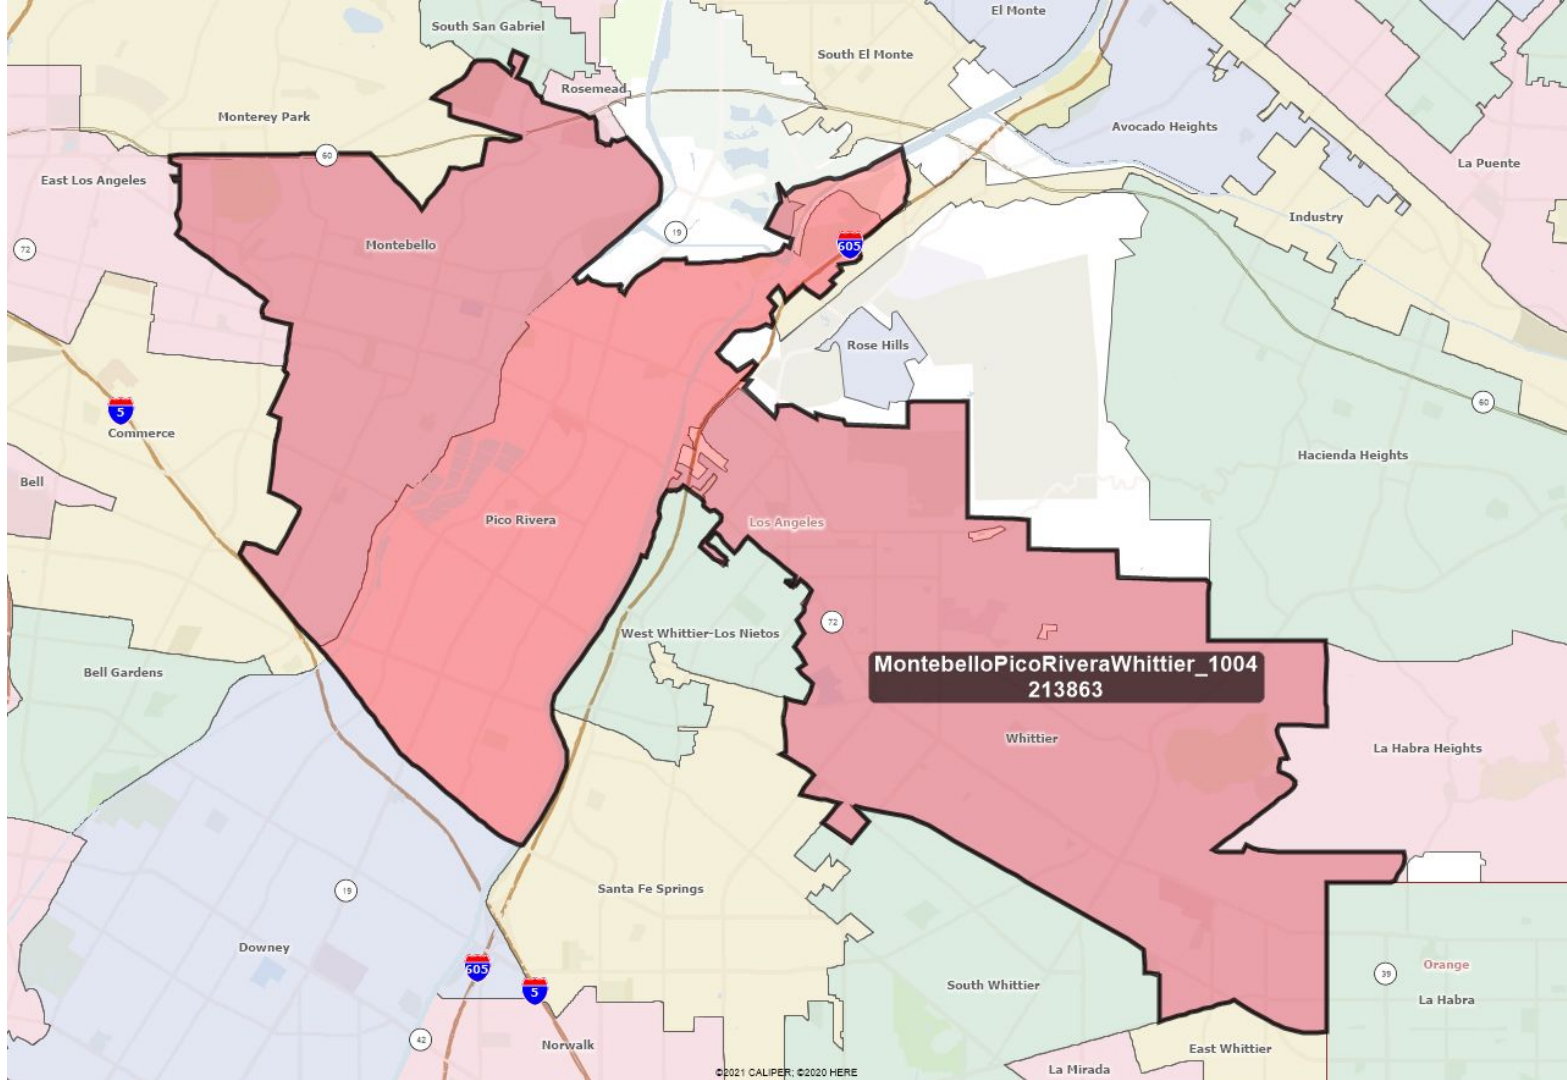 El Monte
South San Gabriel
South El Monte
Rosemead
Monterey Park
Avocado Heights
60
La Puente
East Los Angeles
Industry
19
72
Montebello
605
Rose Hills
5
60
Commerce
Hacienda Heights
Bell
Pico Rivera
Los Angeles
72
West Whittier-Los Nietos
MontebelloPicoRiveraWhittier_1004
213863
Bell Gardens
Whittier
La Habra Heights
19
Santa Fe Springs
Downey
605
5
Orange
39
South Whittier
La Habra
42
Norwalk
East Whittier
La Mirada
©2021 CALIPER; ©2020 HERE